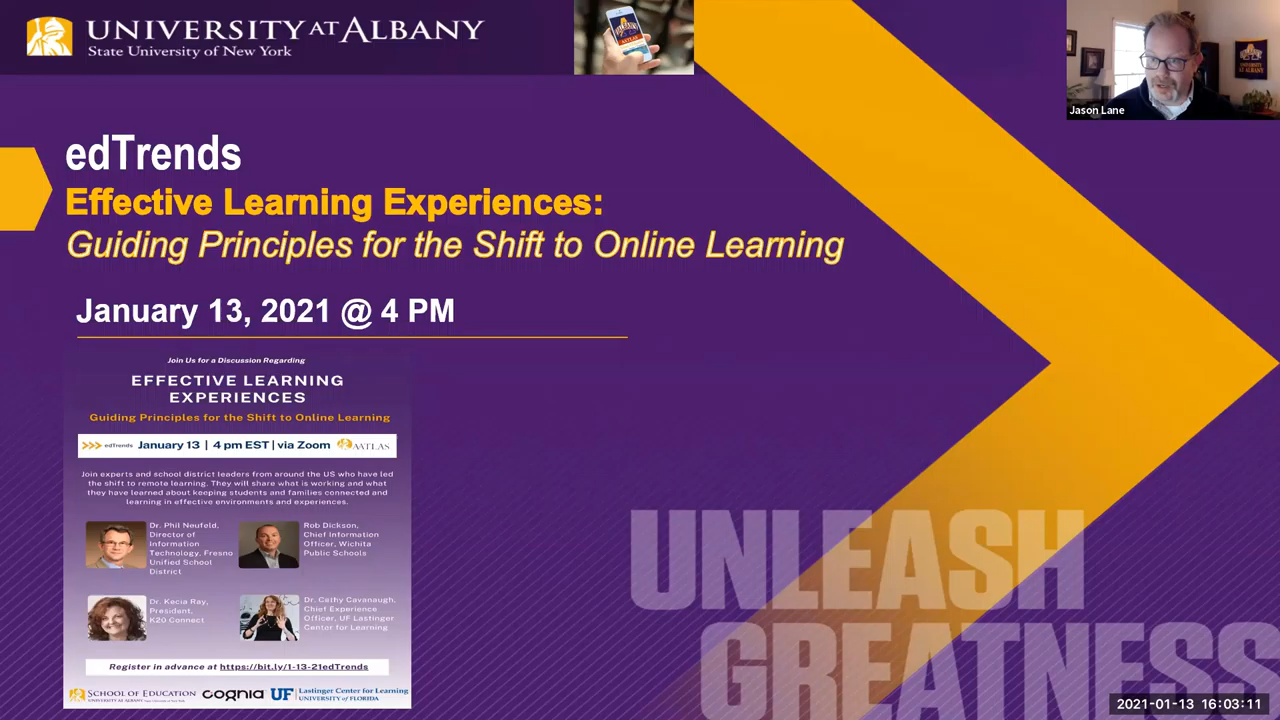 UNIVERSITY AT ALBANY
State University of New York
Jason Lane
edTrends
Effective Learning Experiences:
Guiding Principles for the Shift to Online Learning
January 13, 2021 @ 4 PM
Join Us for a Discussion Regarding
EFFECTIVE LEARNING
EXPERIENCES
Guiding Principles for the Shift to Online Learning
>>> edTrends January 13 | 4 pm EST | via Zoom AATLAS
Join experts and school district leaders from around the US who have led
the shift to remote learning. They will share what is working and what
they have learned about keeping students and families connected and
learning in effective environments and experiences.
Dr. Phil Neufeld,
Director of
Information
Technology, Fresno
Unified School
District
Rob Dickson,
Chief Information
Officer, Wichita
Public Schools
Dr. Kecia Ray,
President,
K20 Connect
Dr. Cathy Cavanaugh,
Chief Experience
Officer, UF Lastinger
Center for Learning
Register in advance at https://bit.ly/1-13-21edTrends
SCHOOL OF EDUCATION
UNIVERSITY AT ALBANY State University of New York
cognia
UF Lastinger Center for Learning
UNIVERSITY of FLORIDA
UNLEASH
GREATNESS
2021-01-13 16:03:11